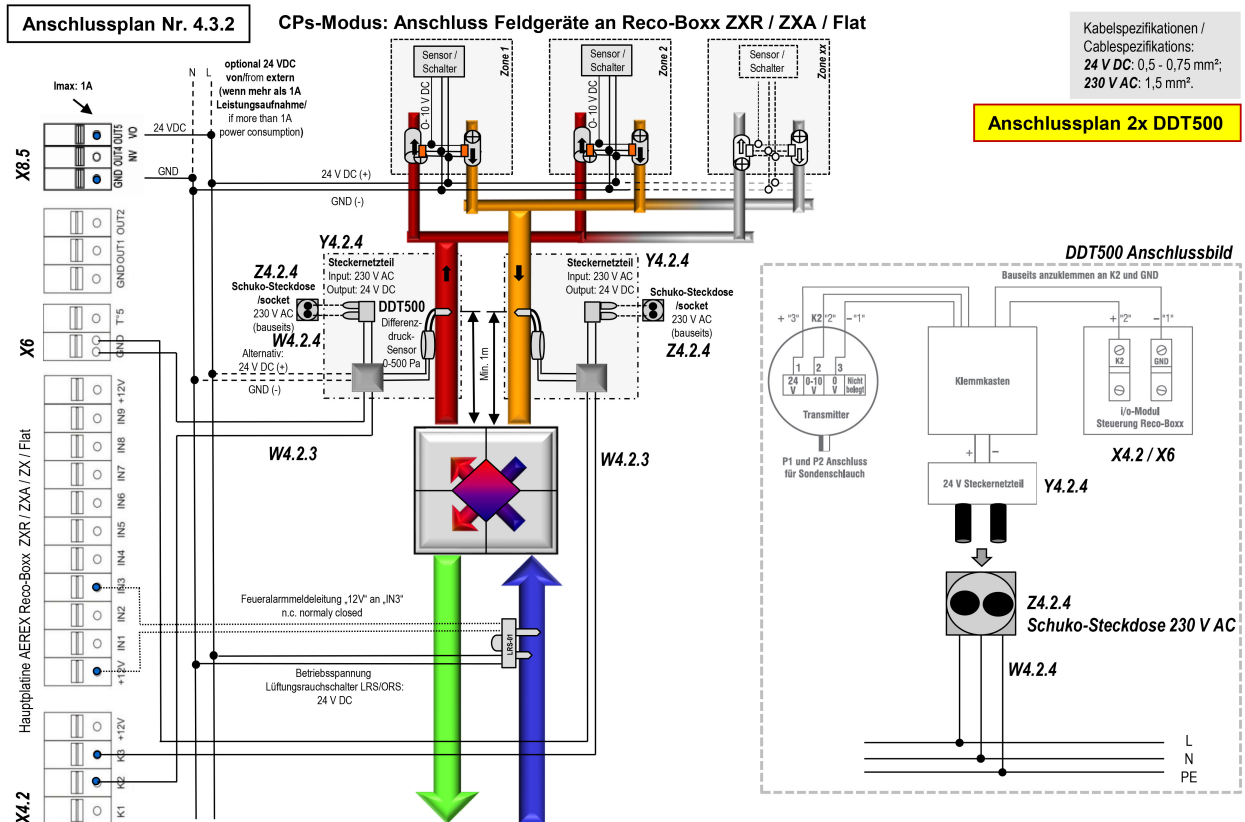 Anschlussplan Nr. 4.3.2
CPs-Modus: Anschluss Feldgeräte an Reco-Boxx ZXR / ZXA / Flat
Kabelspezifikationen /
Cablespezifikations:
24 V DC: 0,5 - 0,75 mm²;
230 V AC: 1,5 mm².
Anschlussplan 2x DDT500
N L
optional 24 VDC
von/from extern
(wenn mehr als 1A
Leistungsaufnahme/
if more than 1A
power consumption)
Imax: 1A
Sensor /
Schalter
Zone 1
0- 10 V DC
Sensor /
Schalter
Zone 2
0- 10 V DC
Sensor /
Schalter
Zone xx
X8.5
OUT5
VO
OUT4
NV
GND
24 VDC
GND
24 V DC (+)
GND (-)
OUT2
OUT1
GND
X6
T°5
GND
Y4.2.4
Steckernetzteil
Input: 230 V AC
Output: 24 V DC
Z4.2.4
Schuko-Steckdose
/socket
230 V AC
(bauseits)
W4.2.4
DDT500
Differenz-
druck-
Sensor
0-500 Pa
Alternativ:
24 V DC (+)
GND (-)
Min. 1m
Steckernetzteil
Input: 230 V AC
Output: 24 V DC
Y4.2.4
Schuko-Steckdose
/socket
230 V AC
(bauseits)
Z4.2.4
W4.2.3
W4.2.3
Hauptplatine AEREX Reco-Boxx ZXR / ZXA / ZX / Flat
+12V
IN9
IN8
IN7
IN6
IN5
IN4
IN3
IN2
IN1
+12V
Feueralarmmeldeleitung „12V“ an „IN3“
n.c. normaly closed
LRS-01
Betriebsspannung
Lüftungsrauchschalter LRS/ORS:
24 V DC
X4.2
+12V
K3
K2
K1
DDT500 Anschlussbild
Bauseits anzuklemmen an K2 und GND
+ "3" K2 "2" − "1"
1 2 3
24 V
0-10 V
0 V
Nicht belegt
Transmitter
P1 und P2 Anschluss
für Sondenschlauch
Klemmkasten
+ −
+ "2" − "1"
K2
GND
i/o-Modul
Steuerung Reco-Boxx
X4.2 / X6
24 V Steckernetzteil
Y4.2.4
Z4.2.4
Schuko-Steckdose 230 V AC
W4.2.4
L
N
PE